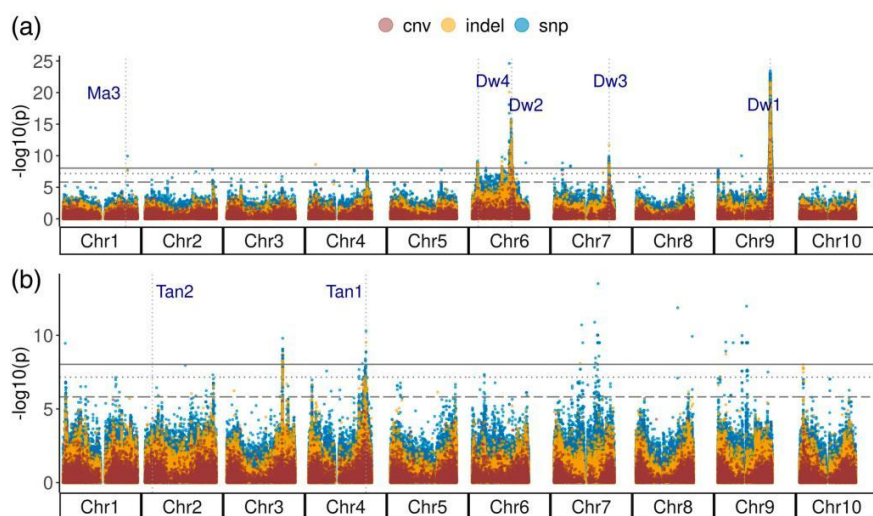 (a)
cnv indel snp
25
20
15
10
5
0
-log10(p)
Ma3
Dw4
Dw2
Dw3
Dw1
Chr1 Chr2 Chr3 Chr4 Chr5 Chr6 Chr7 Chr8 Chr9 Chr10
(b)
10
5
0
-log10(p)
Tan2
Tan1
Chr1 Chr2 Chr3 Chr4 Chr5 Chr6 Chr7 Chr8 Chr9 Chr10